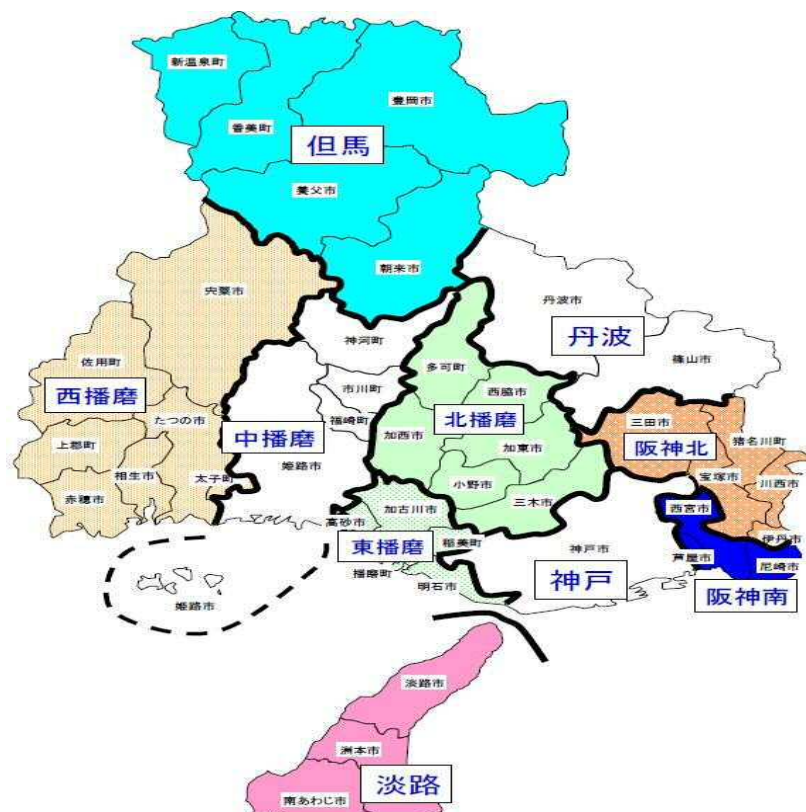 新温泉町
豊岡市
香美町
但馬
養父市
朝来市
宍粟市
丹波市
丹波
篠山市
神河町
多可町
佐用町
西播磨
市川町
西脇市
北播磨
たつの市
福崎町
中播磨
加西市
加東市
三田市
猪名川町
阪神北
上郡町
相生市
太子町
姫路市
小野市
宝塚市
川西市
赤穂市
三木市
西宮市
加古川市
高砂市
稲美町
神戸市
伊丹市
東播磨
播磨町
明石市
神戸
芦屋市
尼崎市
阪神南
姫路市
淡路市
洲本市
淡路
南あわじ市